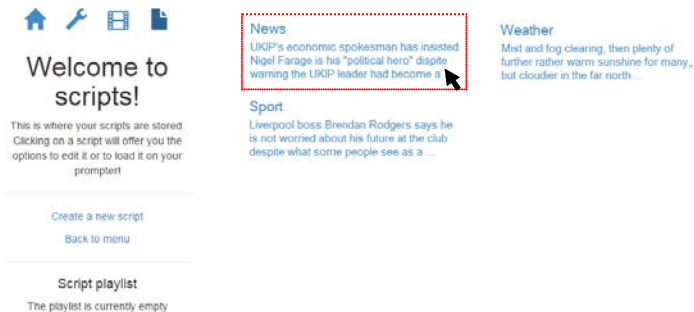 Welcome to
scripts!
This is where your scripts are stored.
Clicking on a script will offer you the
options to edit it or to load it on your
prompter!
Create a new script
Back to menu
Script playlist
The playlist is currently empty
News
UKIP's economic spokesman has insisted
Nigel Farage is his "political hero" dispite
warning the UKIP leader had become a
Sport
Liverpool boss Brendan Rodgers says he
is not worried about his future at the club
despite what some people see as a ...
Weather
Mist and fog clearing, then plenty of
further rather warm sunshine for many,,
but cloudier in the far north ...